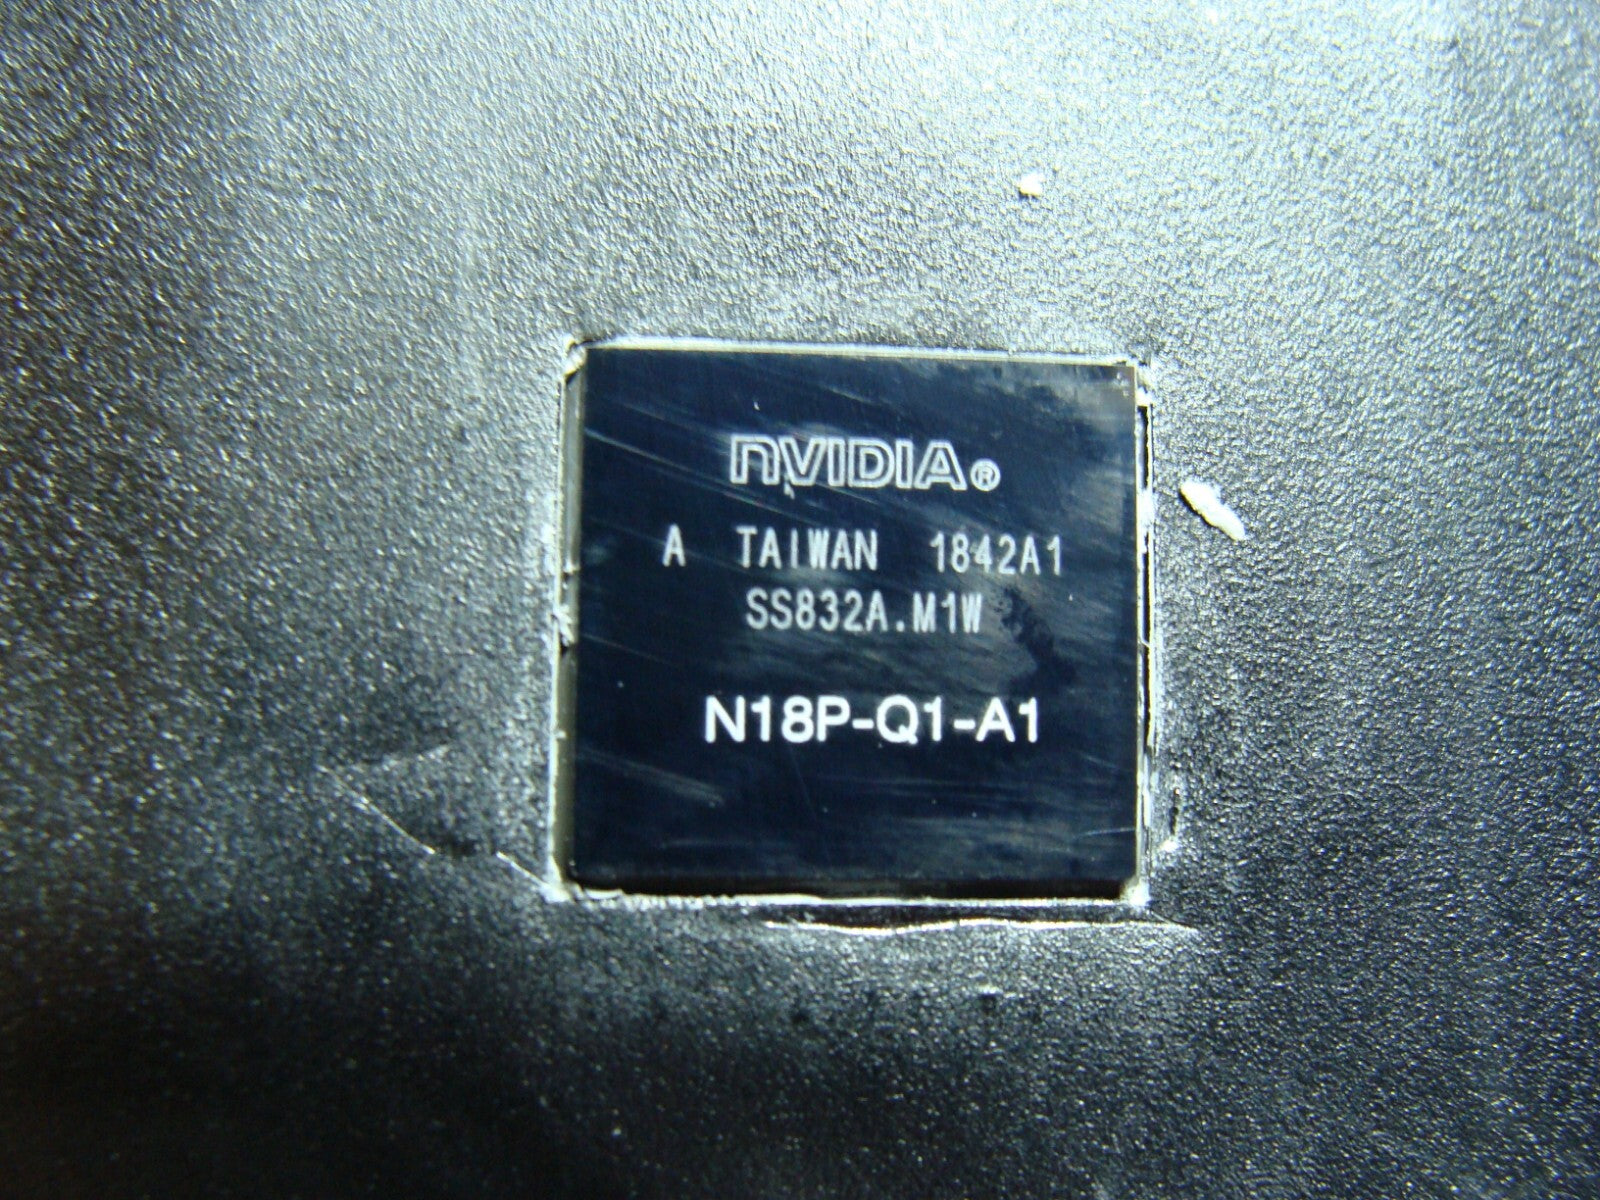 NVIDIA®
A TAIWAN 1842A1
SS832A.M1W
N18P-Q1-A1